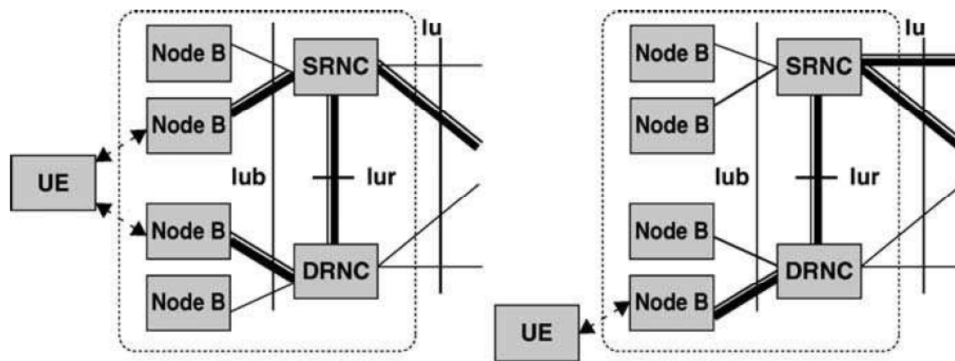 Iu
Node B
SRNC
Node B
UE
Iub
Iur
Node B
DRNC
Node B
Iu
Node B
SRNC
Node B
Iub
Iur
Node B
DRNC
Node B
UE